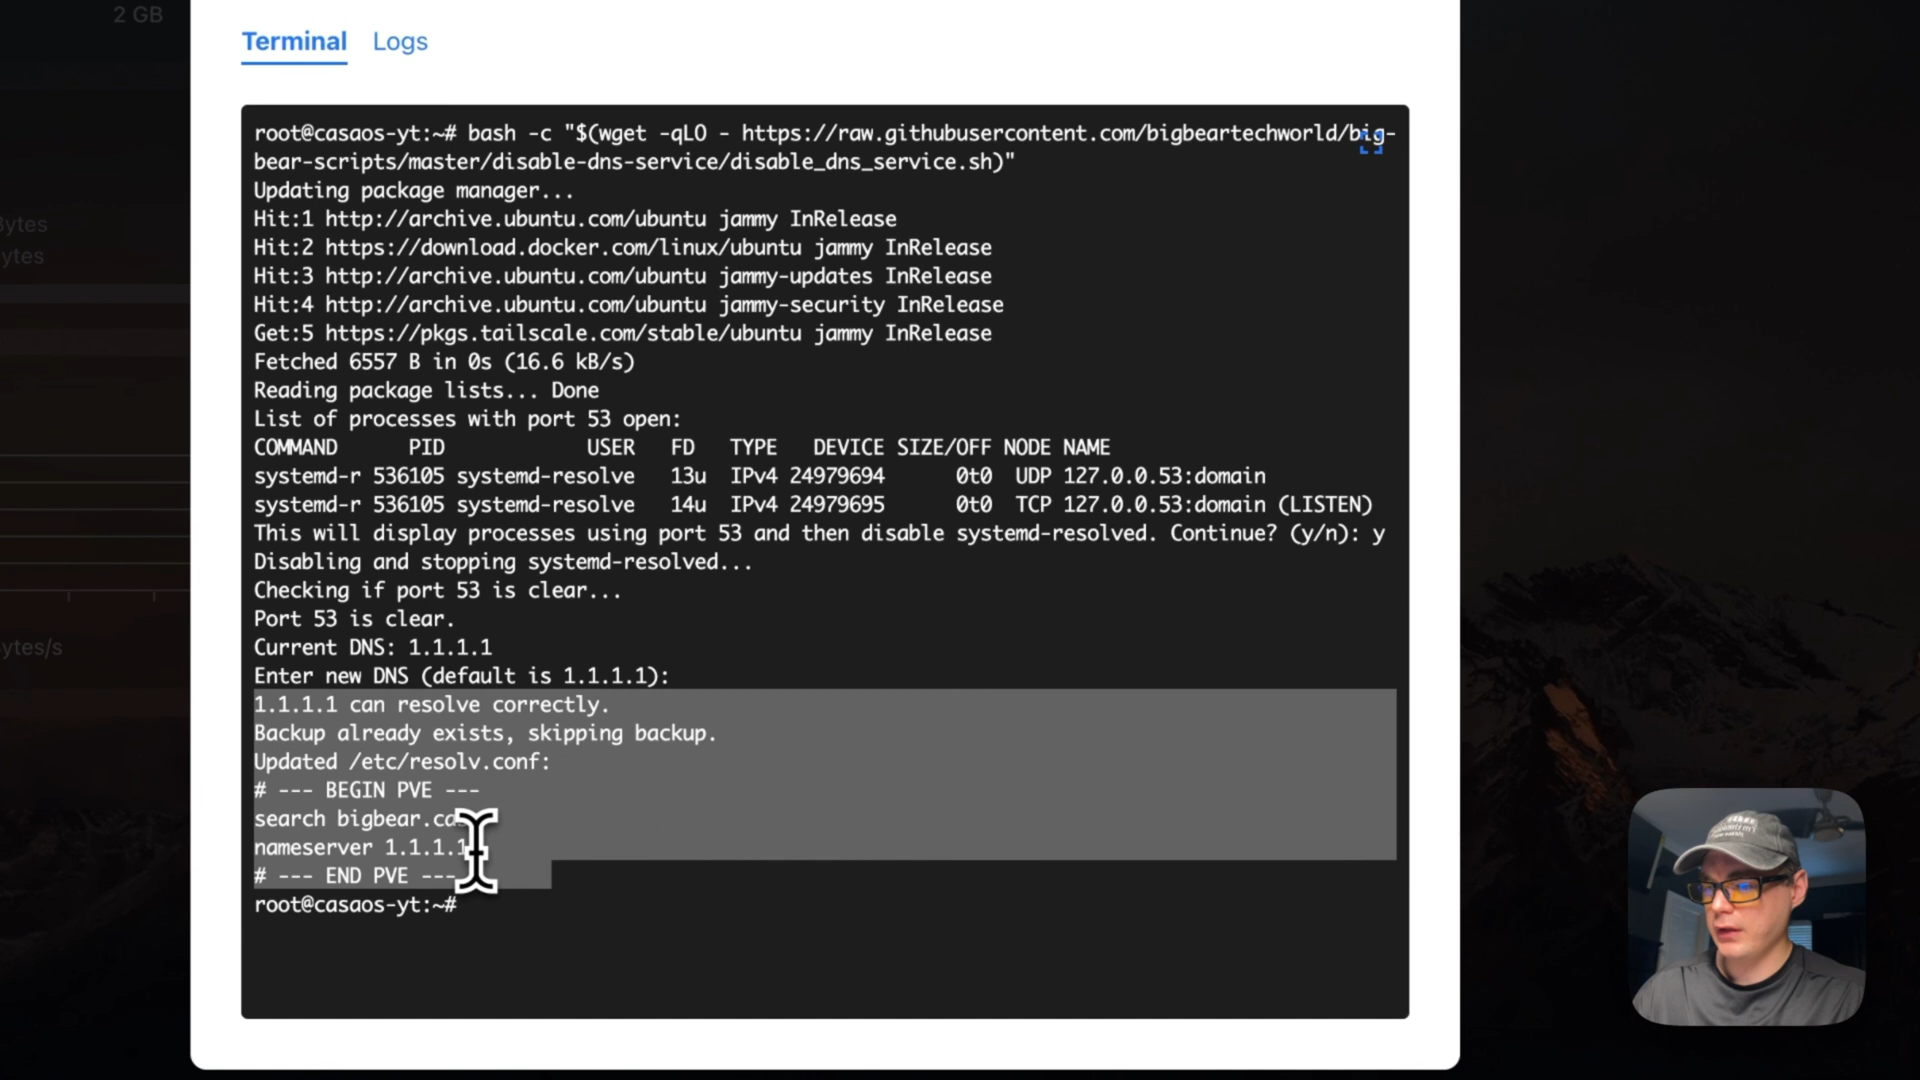 2 GB
Terminal Logs
root@casaos-yt:~# bash -c "$(wget -qLO - https://raw.githubusercontent.com/bigbeartechworld/big-
bear-scripts/master/disable-dns-service/disable_dns_service.sh)"
Updating package manager...
Hit:1 http://archive.ubuntu.com/ubuntu jammy InRelease
Bytes
Hit:2 https://download.docker.com/linux/ubuntu jammy InRelease
ytes
Hit:3 http://archive.ubuntu.com/ubuntu jammy-updates InRelease
Hit:4 http://archive.ubuntu.com/ubuntu jammy-security InRelease
Get:5 https://pkgs.tailscale.com/stable/ubuntu jammy InRelease
Fetched 6557 B in 0s (16.6 kB/s)
Reading package lists... Done
List of processes with port 53 open:
COMMAND PID USER FD TYPE DEVICE SIZE/OFF NODE NAME
systemd-r 536105 systemd-resolve 13u IPv4 24979694 0t0 UDP 127.0.0.53:domain
systemd-r 536105 systemd-resolve 14u IPv4 24979695 0t0 TCP 127.0.0.53:domain (LISTEN)
This will display processes using port 53 and then disable systemd-resolved. Continue? (y/n): y
Disabling and stopping systemd-resolved...
Checking if port 53 is clear...
Port 53 is clear.
Current DNS: 1.1.1.1
ytes/s
Enter new DNS (default is 1.1.1.1):
1.1.1.1 can resolve correctly.
Backup already exists, skipping backup.
Updated /etc/resolv.conf:
# --- BEGIN PVE ---
search
nameserver 1.1.1.1
# --- END PVE ---
root@casaos-yt:~#